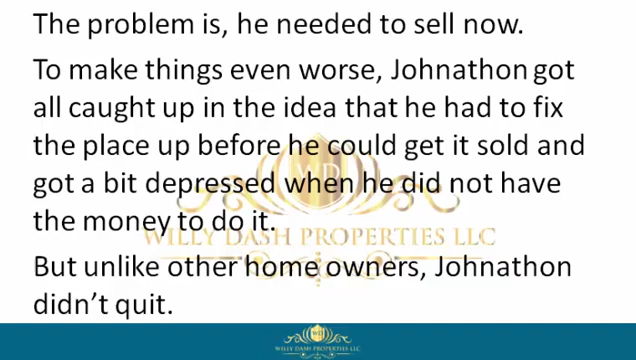 The problem is, he needed to sell now.
To make things even worse, Johnathon got
all caught up in the idea that he had to fix
the place up before he could get it sold and
got a bit depressed when he did not have
the money to do it.
WD
WILLY DASH PROPERTIES LLC
But unlike other home owners, Johnathon
didn't quit.
WD
WILLY DASH PROPERTIES LLC